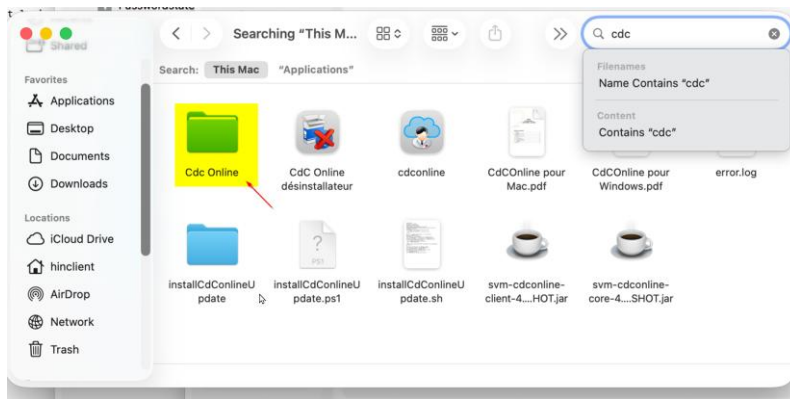 Passwordstate
Shared
Searching “This M...
cdc
Search: This Mac “Applications”
Filenames
Name Contains “cdc”
Content
Contains “cdc”
Favorites
Applications
Desktop
Documents
Downloads
Locations
iCloud Drive
hinclient
AirDrop
Network
Trash
Cdc Online
CdC Online
désinstallateur
cdconline
CdCOnline pour
Mac.pdf
CdCOnline pour
Windows.pdf
error.log
installCdConlineU
pdate
PS1
installCdConlineU
pdate.ps1
installCdConlineU
pdate.sh
svm-cdconline-
client-4....HOT.jar
svm-cdconline-
core-4....SHOT.jar